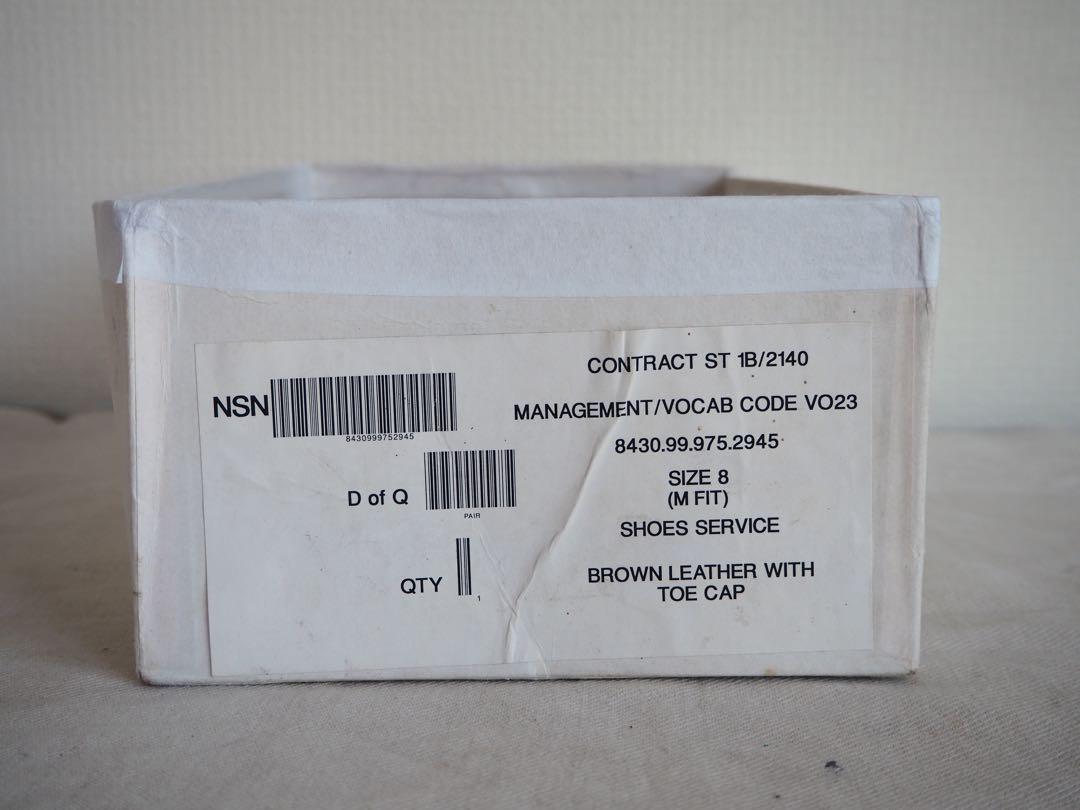 CONTRACT ST 1B/2140
NSN
8430999752945
MANAGEMENT/VOCAB CODE VO23
8430.99.975.2945
D of Q
PAIR
SIZE 8
(M FIT)
SHOES SERVICE
QTY
1
BROWN LEATHER WITH
TOE CAP